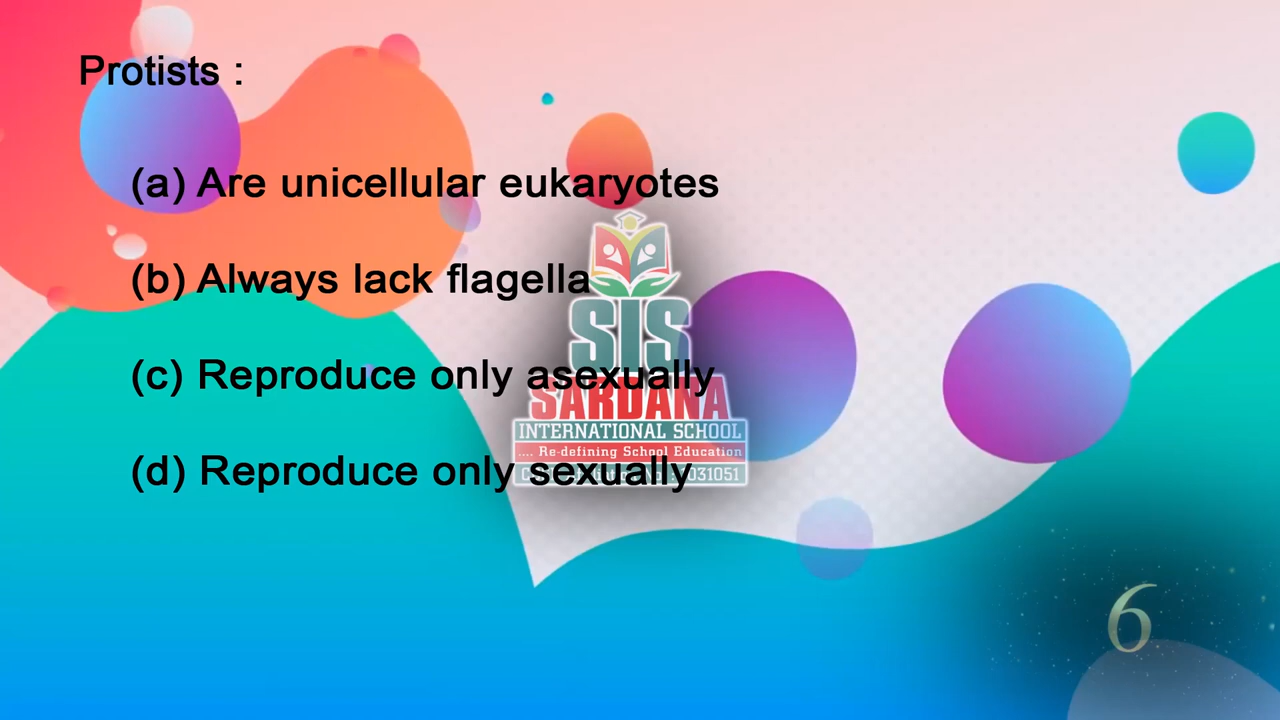 Protists :
(a) Are unicellular eukaryotes
(b) Always lack flagella
(c) Reproduce only asexually
(d) Reproduce only sexually
SIS
SARDANA
INTERNATIONAL SCHOOL
.... Re-defining School Education
031051
6